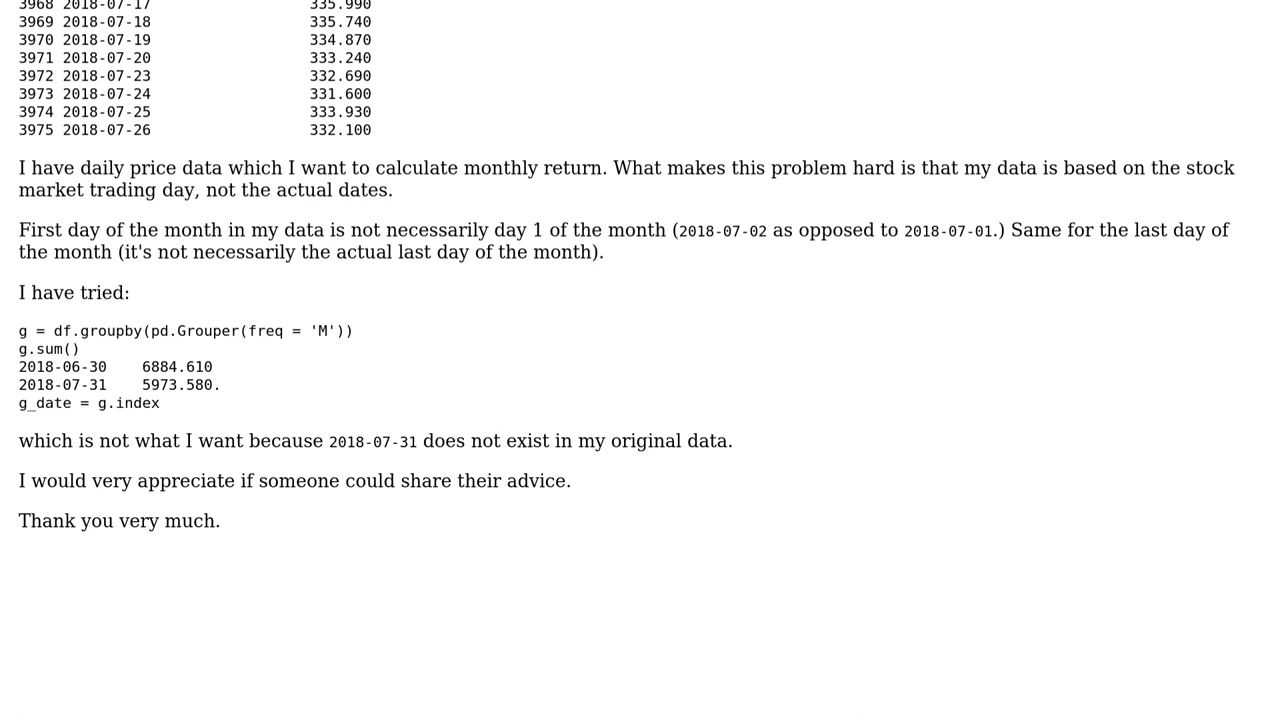 3968 2018-07-17                  335.990
3969 2018-07-18                  335.740
3970 2018-07-19                  334.870
3971 2018-07-20                  333.240
3972 2018-07-23                  332.690
3973 2018-07-24                  331.600
3974 2018-07-25                  333.930
3975 2018-07-26                  332.100
I have daily price data which I want to calculate monthly return. What makes this problem hard is that my data is based on the stock
market trading day, not the actual dates.
First day of the month in my data is not necessarily day 1 of the month (2018-07-02 as opposed to 2018-07-01.) Same for the last day of
the month (it's not necessarily the actual last day of the month).
I have tried:
g = df.groupby(pd.Grouper(freq = 'M'))
g.sum()
2018-06-30    6884.610
2018-07-31    5973.580.
g_date = g.index
which is not what I want because 2018-07-31 does not exist in my original data.
I would very appreciate if someone could share their advice.
Thank you very much.